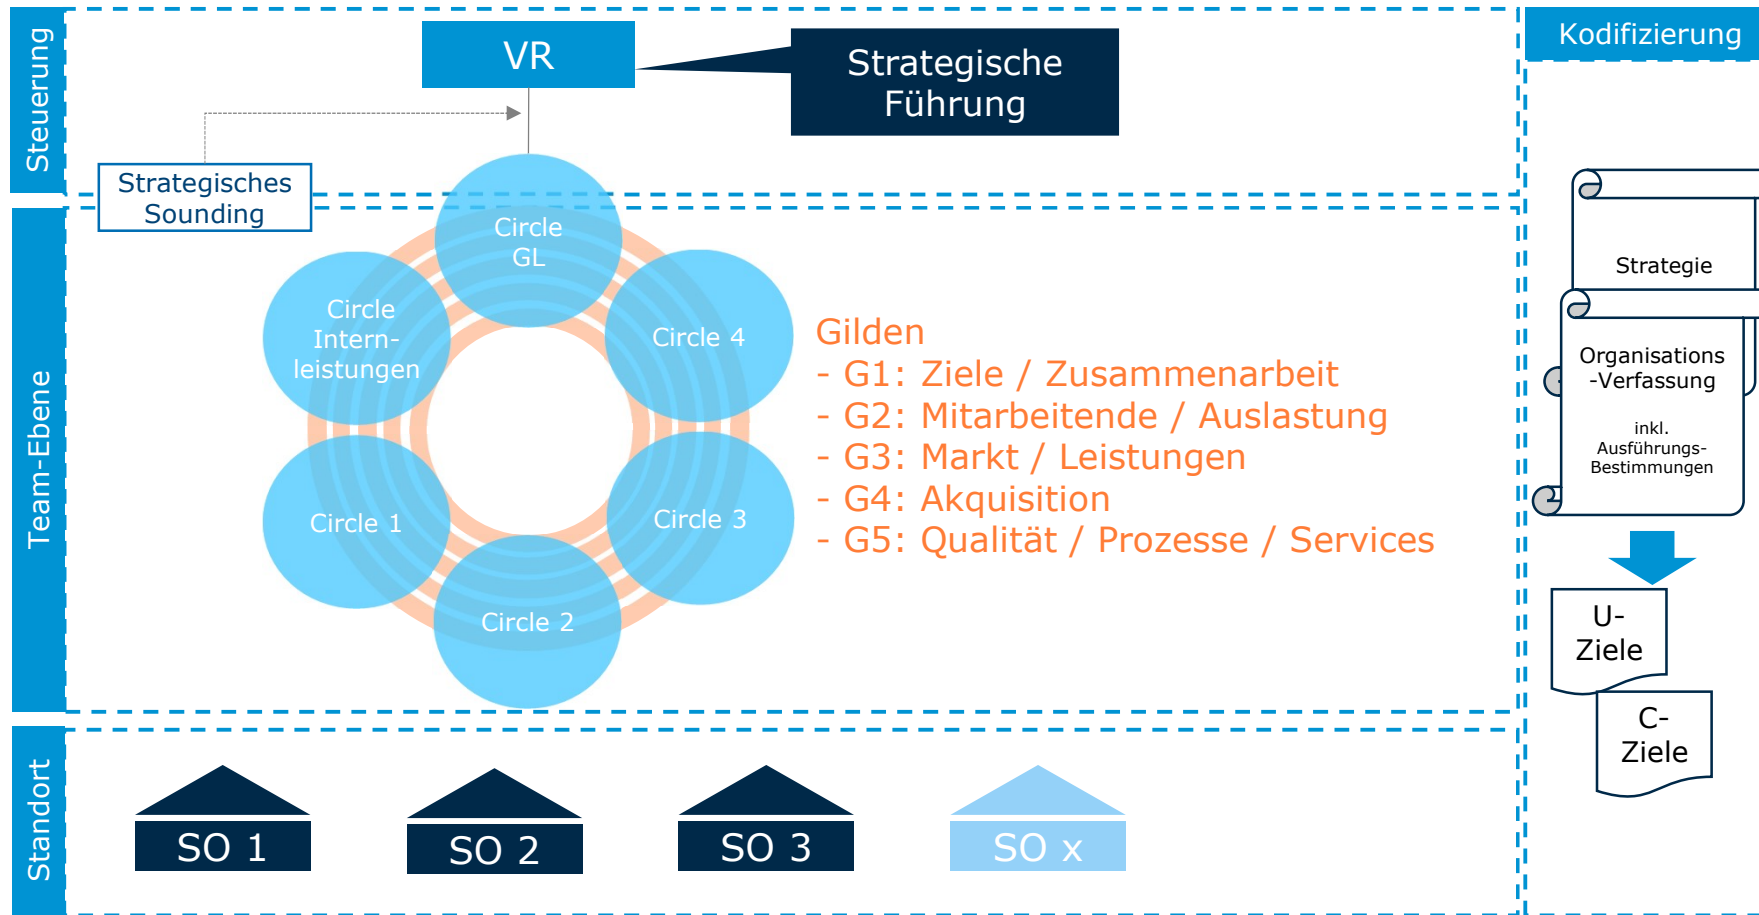 Steuerung
VR
Strategische
Führung
Kodifizierung
Strategisches
Sounding
Team-Ebene
Circle
GL
Circle
Intern-
leistungen
Circle 4
Circle 1
Circle 3
Circle 2
Gilden
- G1: Ziele / Zusammenarbeit
- G2: Mitarbeitende / Auslastung
- G3: Markt / Leistungen
- G4: Akquisition
- G5: Qualität / Prozesse / Services
Strategie
Organisations
-Verfassung
inkl.
Ausführungs-
Bestimmungen
U-
Ziele
C-
Ziele
Standort
SO 1
SO 2
SO 3
SO x